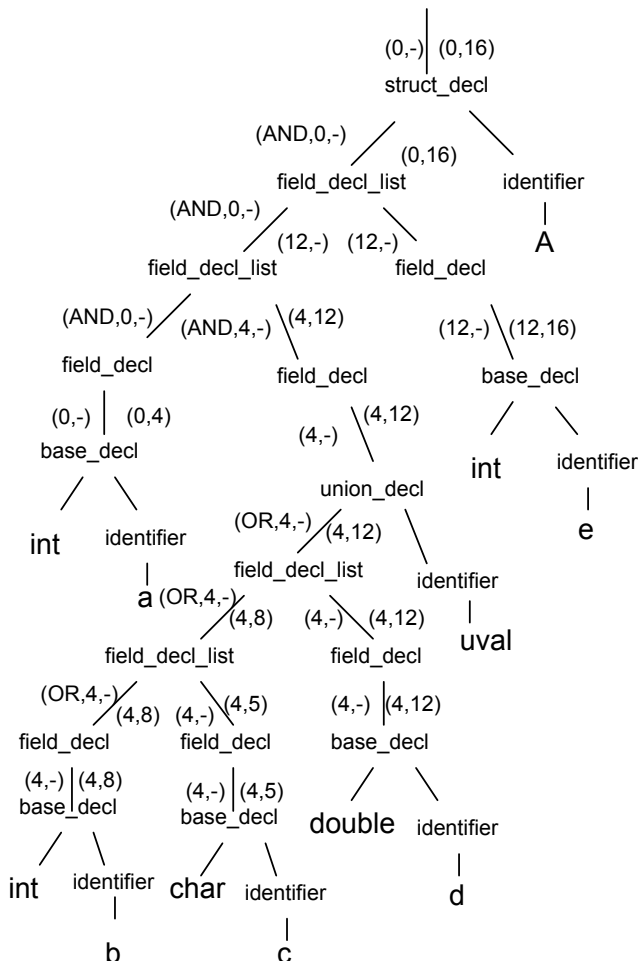 (0,-) (0,16)
struct_decl
(AND,0,-) (0,16)
field_decl_list identifier
(AND,0,-) (12,-) (12,-) A
field_decl_list field_decl
(AND,0,-) (AND,4,-) (4,12) (12,-) (12,16)
field_decl field_decl base_decl
(0,-) (0,4) (4,-) (4,12)
base_decl int identifier
union_decl
int identifier (OR,4,-) (4,12) e
field_decl_list identifier
a (OR,4,-) (4,8) (4,-) (4,12) uval
field_decl_list field_decl
(OR,4,-) (4,8) (4,-) (4,5) (4,-) (4,12)
field_decl field_decl base_decl
(4,-) (4,8) (4,-) (4,5)
base_decl base_decl double identifier
int identifier char identifier d
b c